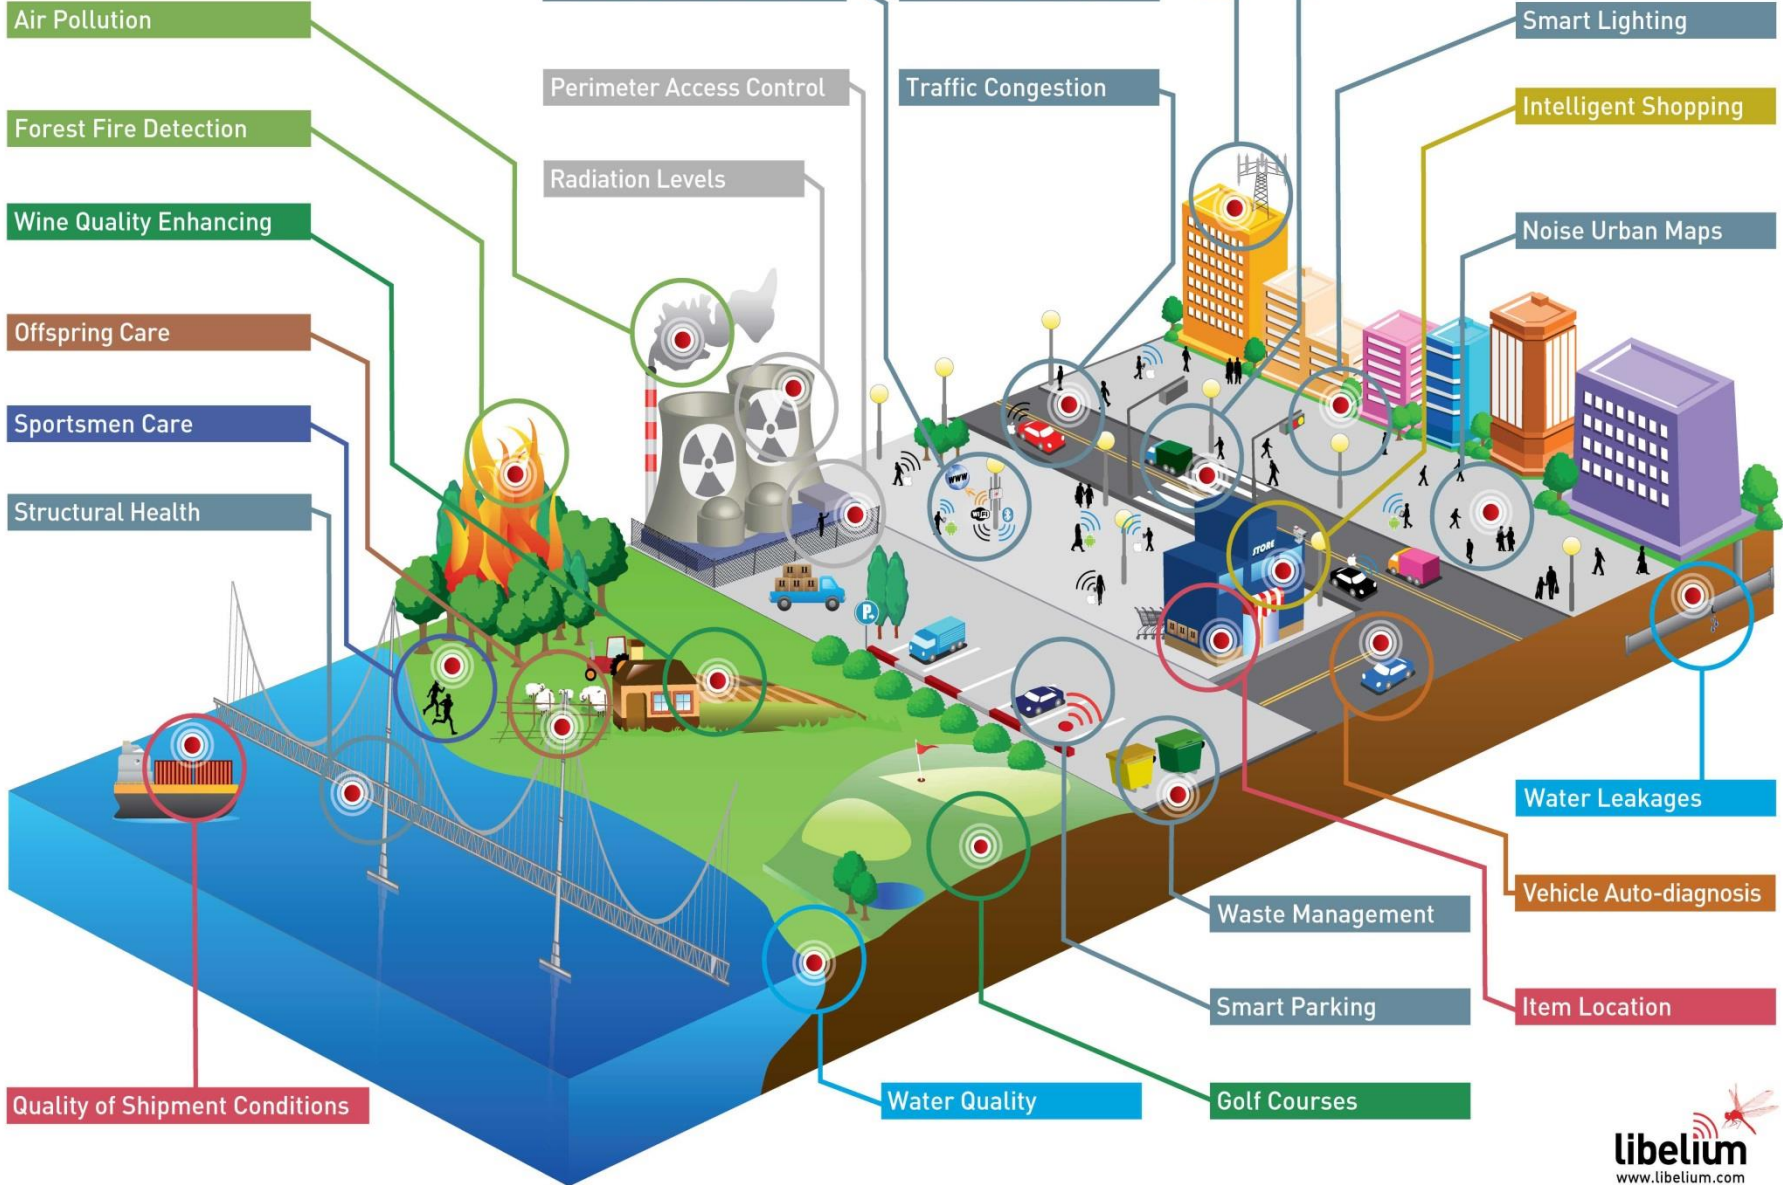 Air Pollution
Smart Lighting
Perimeter Access Control
Traffic Congestion
Intelligent Shopping
Forest Fire Detection
Radiation Levels
Wine Quality Enhancing
Noise Urban Maps
Offspring Care
Sportsmen Care
Structural Health
www
WiFi
STORE
P
Water Leakages
Vehicle Auto-diagnosis
Waste Management
Smart Parking
Item Location
Quality of Shipment Conditions
Water Quality
Golf Courses
libelium
www.libelium.com